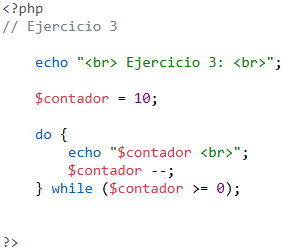 <?php
// Ejercicio 3
echo "<br> Ejercicio 3: <br>";
$contador = 10;
do {
echo "$contador <br>";
$contador --;
} while ($contador >= 0);
?>